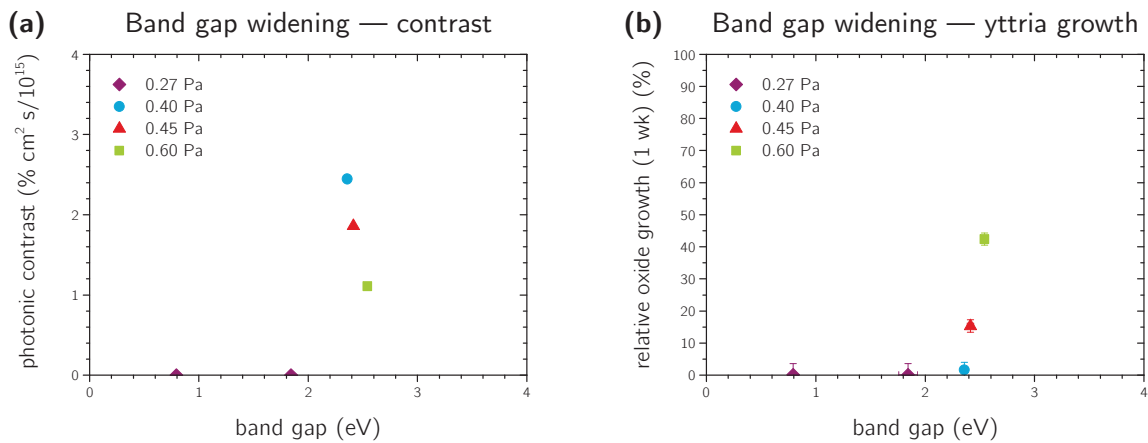 (a) Band gap widening — contrast
photonic contrast (% cm² s/10¹⁵)
4
3
2
1
0
0.27 Pa
0.40 Pa
0.45 Pa
0.60 Pa
0 1 2 3 4
band gap (eV)
(b) Band gap widening — yttria growth
relative oxide growth (1 wk) (%)
100
90
80
70
60
50
40
30
20
10
0
0.27 Pa
0.40 Pa
0.45 Pa
0.60 Pa
0 1 2 3 4
band gap (eV)